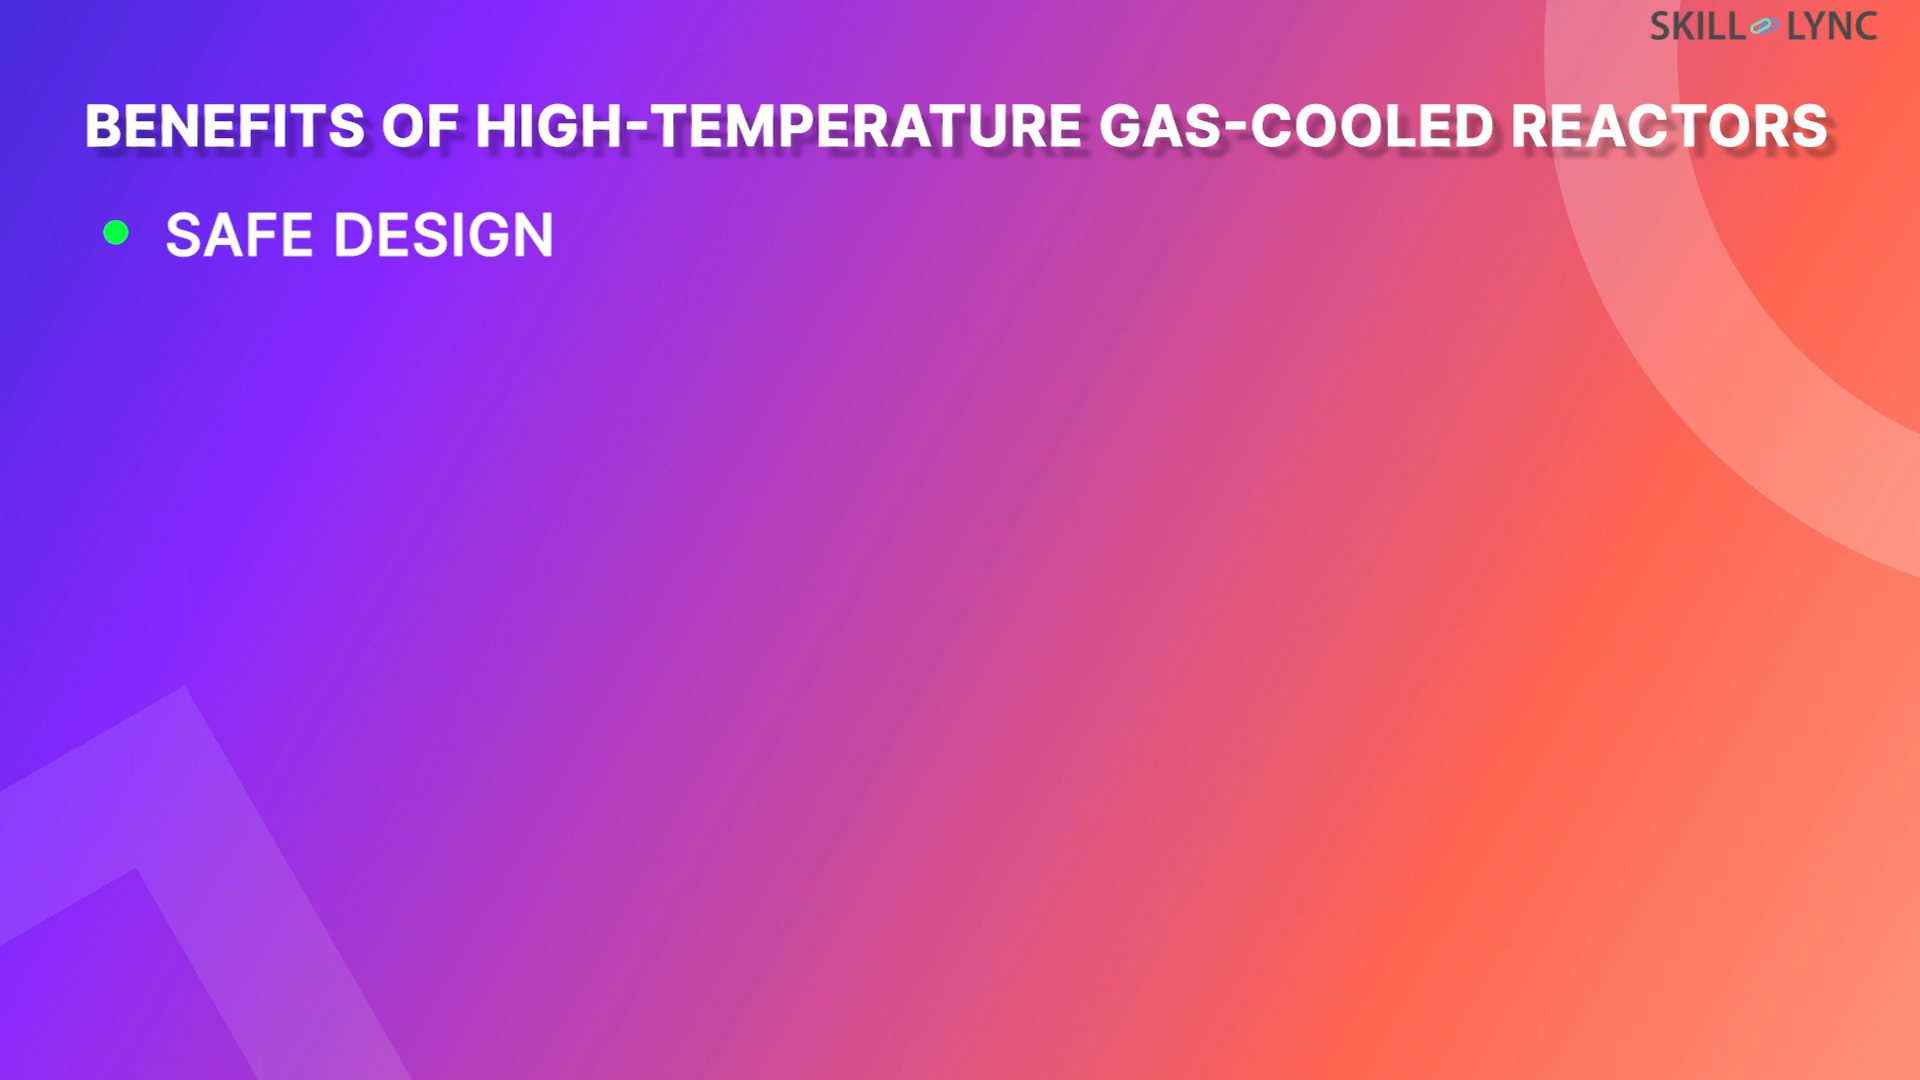 SKILL LYNC
BENEFITS OF HIGH-TEMPERATURE GAS-COOLED REACTORS
SAFE DESIGN